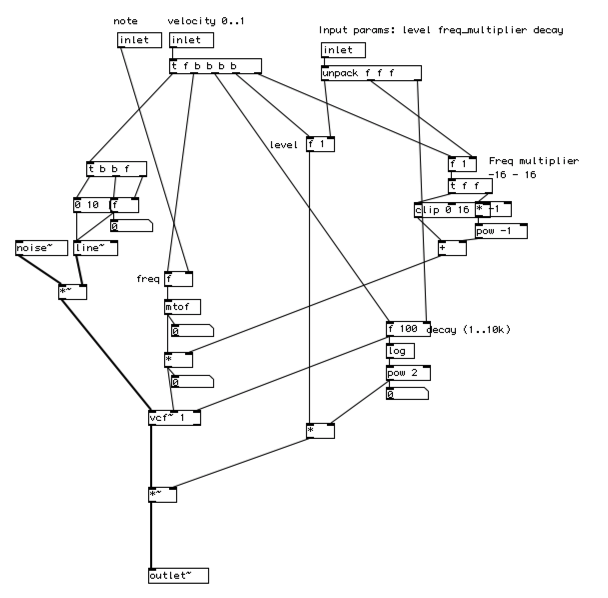 note
velocity 0..1
Input params: level freq_multiplier decay
inlet
inlet
inlet
t f b b b b
unpack f f f
level
f 1
f 1
Freq multiplier
-16 - 16
t b b f
t f f
0 10
f
clip 0 16
* -1
0
pow -1
noise~
line~
+
freq
f
*~
mtof
0
f 100
decay (1..10k)
log
*
0
pow 2
0
vcf~ 1
*
*~
outlet~